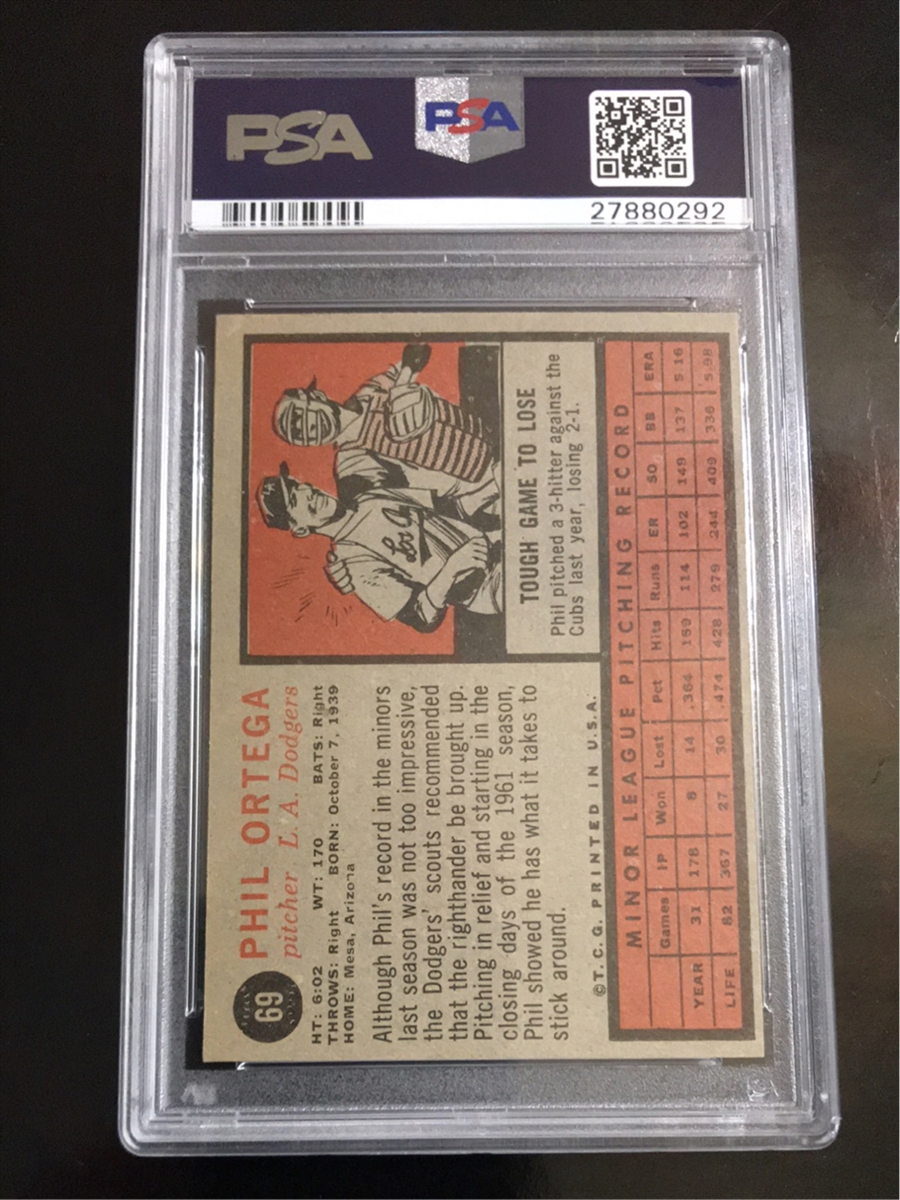 PSA
PSA
27880292
69
PHIL ORTEGA
pitcher L. A. Dodgers
HT: 6:02 WT: 170 BATS: Right
THROWS: Right BORN: October 7, 1939
HOME: Mesa, Arizona
Although Phil's record in the minors
last season was not too impressive,
the Dodgers' scouts recommended
that the righthander be brought up.
Pitching in relief and starting in the
closing days of the 1961 season,
Phil showed he has what it takes to
stick around.
Los
TOUGH GAME TO LOSE
Phil pitched a 3-hitter against the
Cubs last year, losing 2-1.
©T.C.G. PRINTED IN U.S.A.
MINOR LEAGUE PITCHING RECORD
Games IP Won Lost Pct Hits Runs ER SO BB ERA
YEAR 31 178 8 14 .364 159 114 102 149 137 5.16
LIFE 82 367 27 30 .474 428 279 244 409 336 5.98